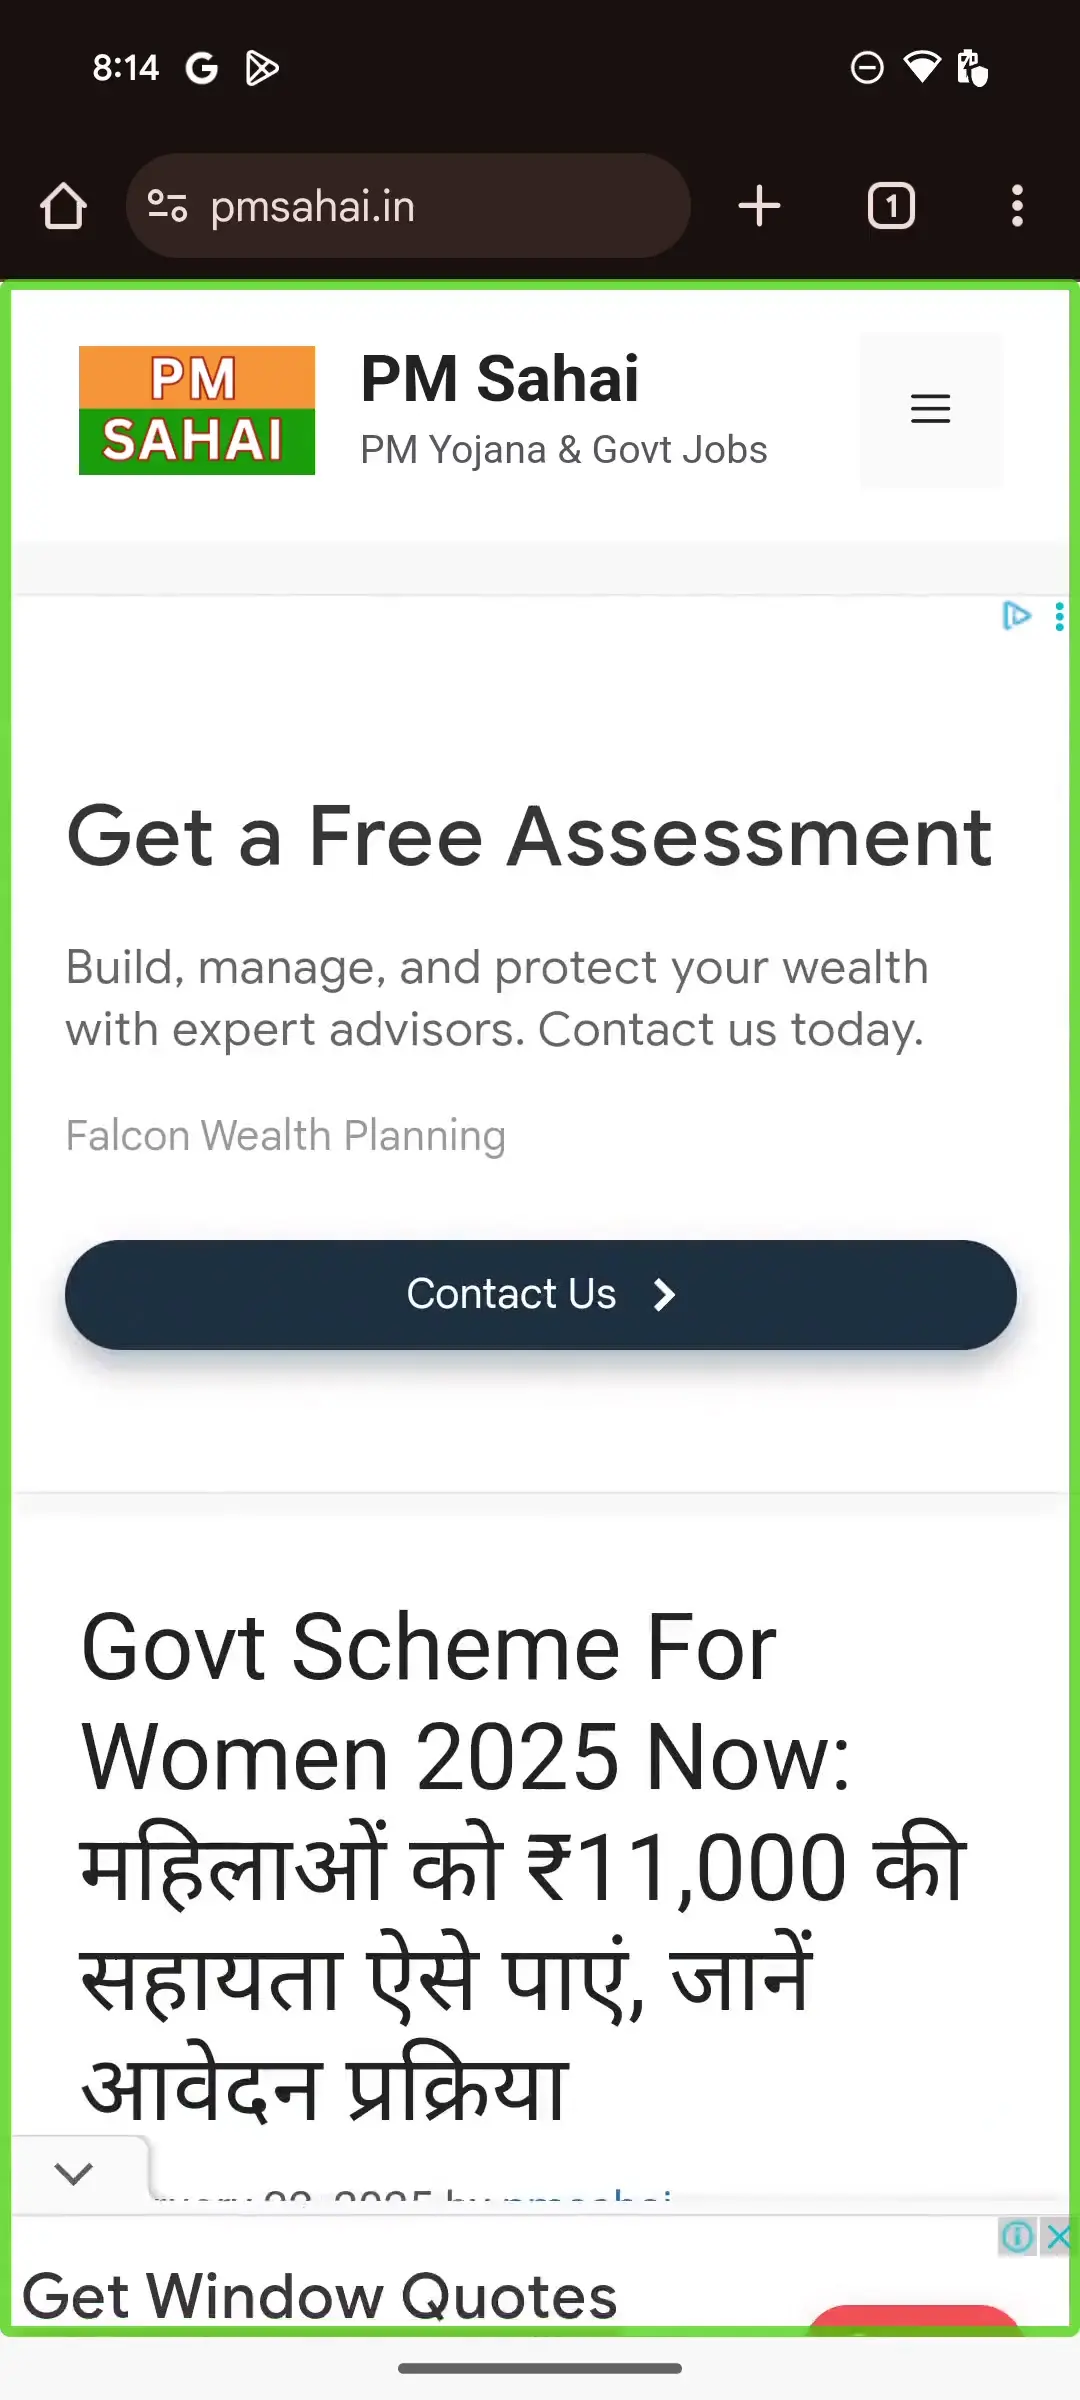 8:14
pmsahai.in
1
PM
SAHAI
PM Sahai
PM Yojana & Govt Jobs
Get a Free Assessment
Build, manage, and protect your wealth
with expert advisors. Contact us today.
Falcon Wealth Planning
Contact Us
Govt Scheme For
Women 2025 Now:
महिलाओं को ₹11,000 की
सहायता ऐसे पाएं, जानें
आवेदन प्रक्रिया
2025 by pmsahai
Get Window Quotes